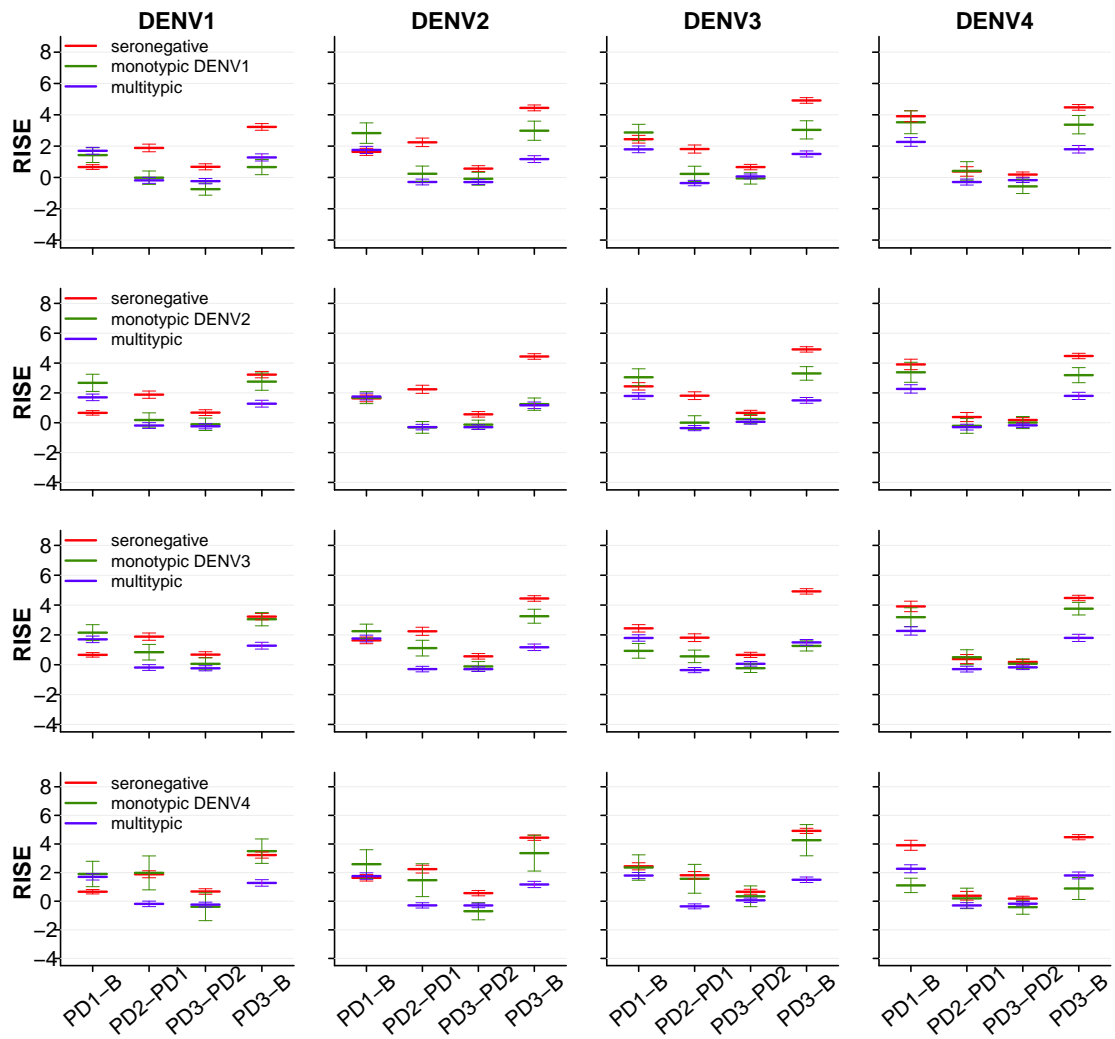 DENV1 DENV2 DENV3 DENV4
RISE
8
6
4
2
0
−2
−4
seronegative
monotypic DENV1
multitypic
RISE
8
6
4
2
0
−2
−4
seronegative
monotypic DENV2
multitypic
RISE
8
6
4
2
0
−2
−4
seronegative
monotypic DENV3
multitypic
RISE
8
6
4
2
0
−2
−4
seronegative
monotypic DENV4
multitypic
PD1−B PD2−PD1 PD3−PD2 PD3−B PD1−B PD2−PD1 PD3−PD2 PD3−B PD1−B PD2−PD1 PD3−PD2 PD3−B PD1−B PD2−PD1 PD3−PD2 PD3−B